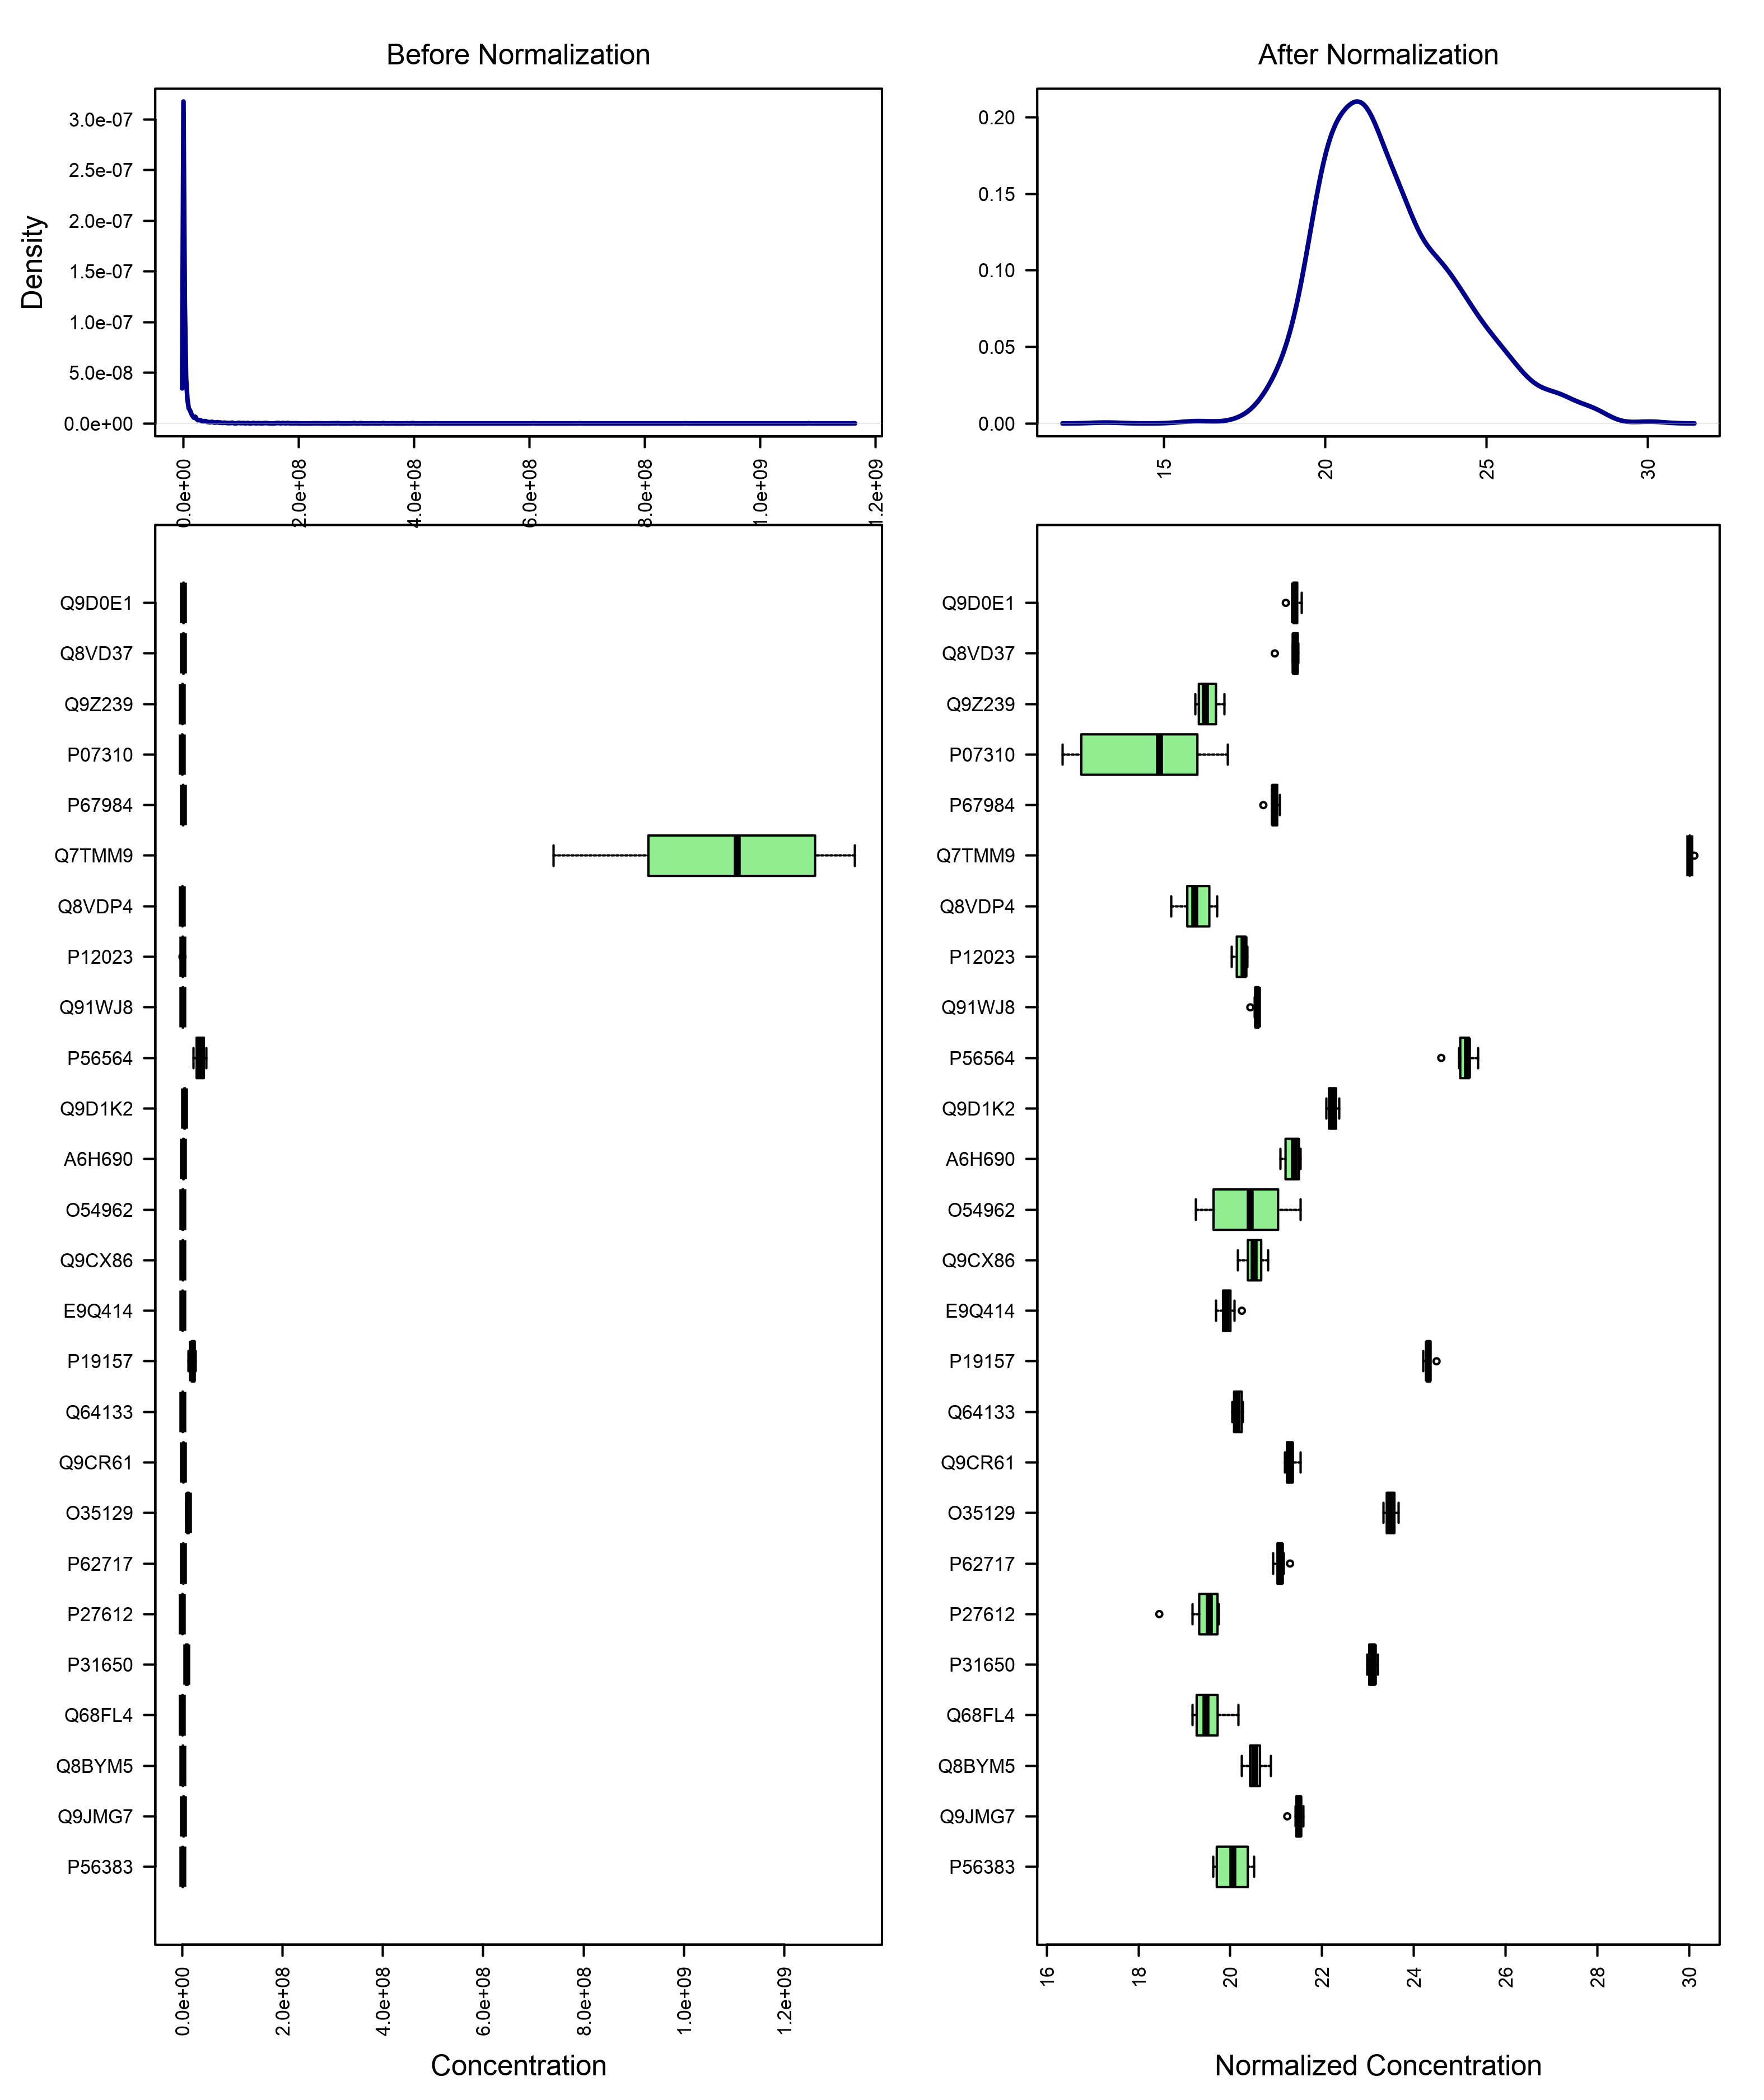 Before Normalization
After Normalization
Density
3.0e-07
2.5e-07
2.0e-07
1.5e-07
1.0e-07
5.0e-08
0.0e+00
0.0e+00
2.0e+08
4.0e+08
6.0e+08
8.0e+08
1.0e+09
1.2e+09
0.20
0.15
0.10
0.05
0.00
15
20
25
30
Q9D0E1
Q8VD37
Q9Z239
P07310
P67984
Q7TMM9
Q8VDP4
P12023
Q91WJ8
P56564
Q9D1K2
A6H690
O54962
Q9CX86
E9Q414
P19157
Q64133
Q9CR61
O35129
P62717
P27612
P31650
Q68FL4
Q8BYM5
Q9JMG7
P56383
0.0e+00
2.0e+08
4.0e+08
6.0e+08
8.0e+08
1.0e+09
1.2e+09
Concentration
Q9D0E1
Q8VD37
Q9Z239
P07310
P67984
Q7TMM9
Q8VDP4
P12023
Q91WJ8
P56564
Q9D1K2
A6H690
O54962
Q9CX86
E9Q414
P19157
Q64133
Q9CR61
O35129
P62717
P27612
P31650
Q68FL4
Q8BYM5
Q9JMG7
P56383
16
18
20
22
24
26
28
30
Normalized Concentration